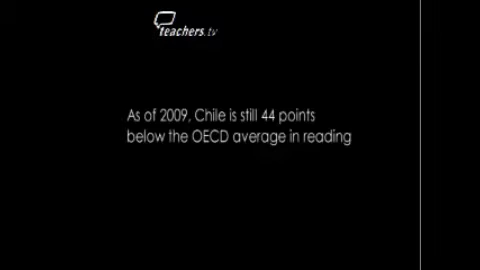 teachers.tv
As of 2009, Chile is still 44 points
below the OECD average in reading